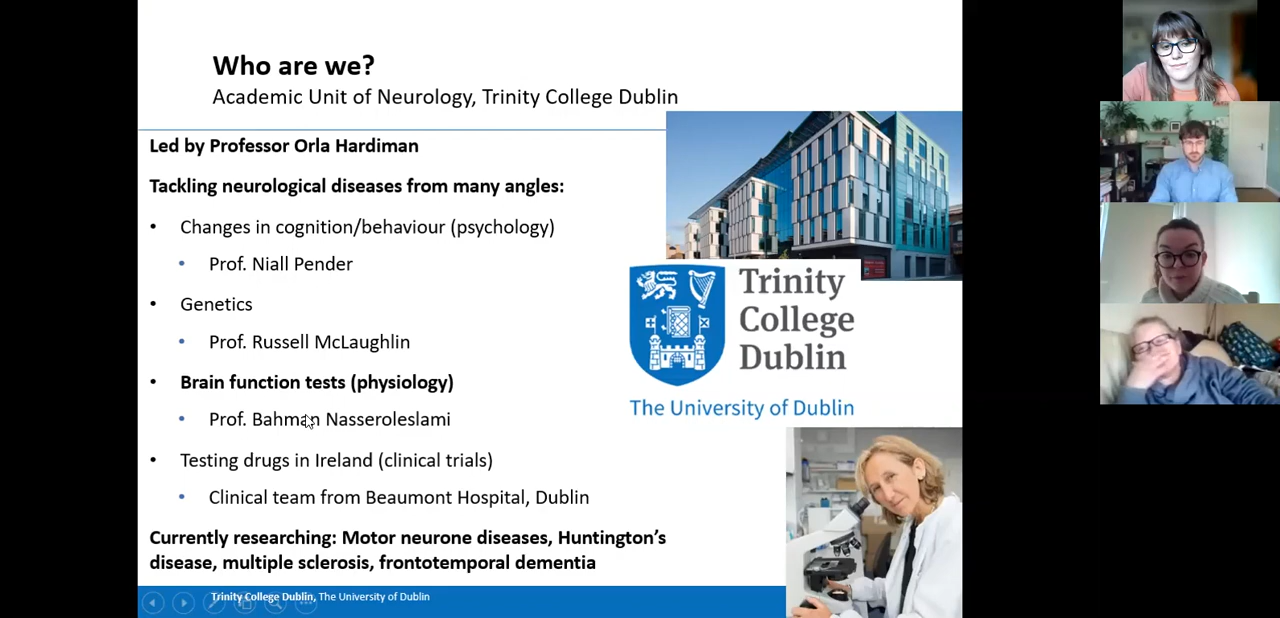 Who are we?
Academic Unit of Neurology, Trinity College Dublin
Led by Professor Orla Hardiman
Tackling neurological diseases from many angles:
• Changes in cognition/behaviour (psychology)
• Prof. Niall Pender
• Genetics
• Prof. Russell McLaughlin
• Brain function tests (physiology)
• Prof. Bahman Nasseroleslami
• Testing drugs in Ireland (clinical trials)
• Clinical team from Beaumont Hospital, Dublin
Currently researching: Motor neurone diseases, Huntington's
disease, multiple sclerosis, frontotemporal dementia
Trinity
College
Dublin
The University of Dublin
Trinity College Dublin, The University of Dublin